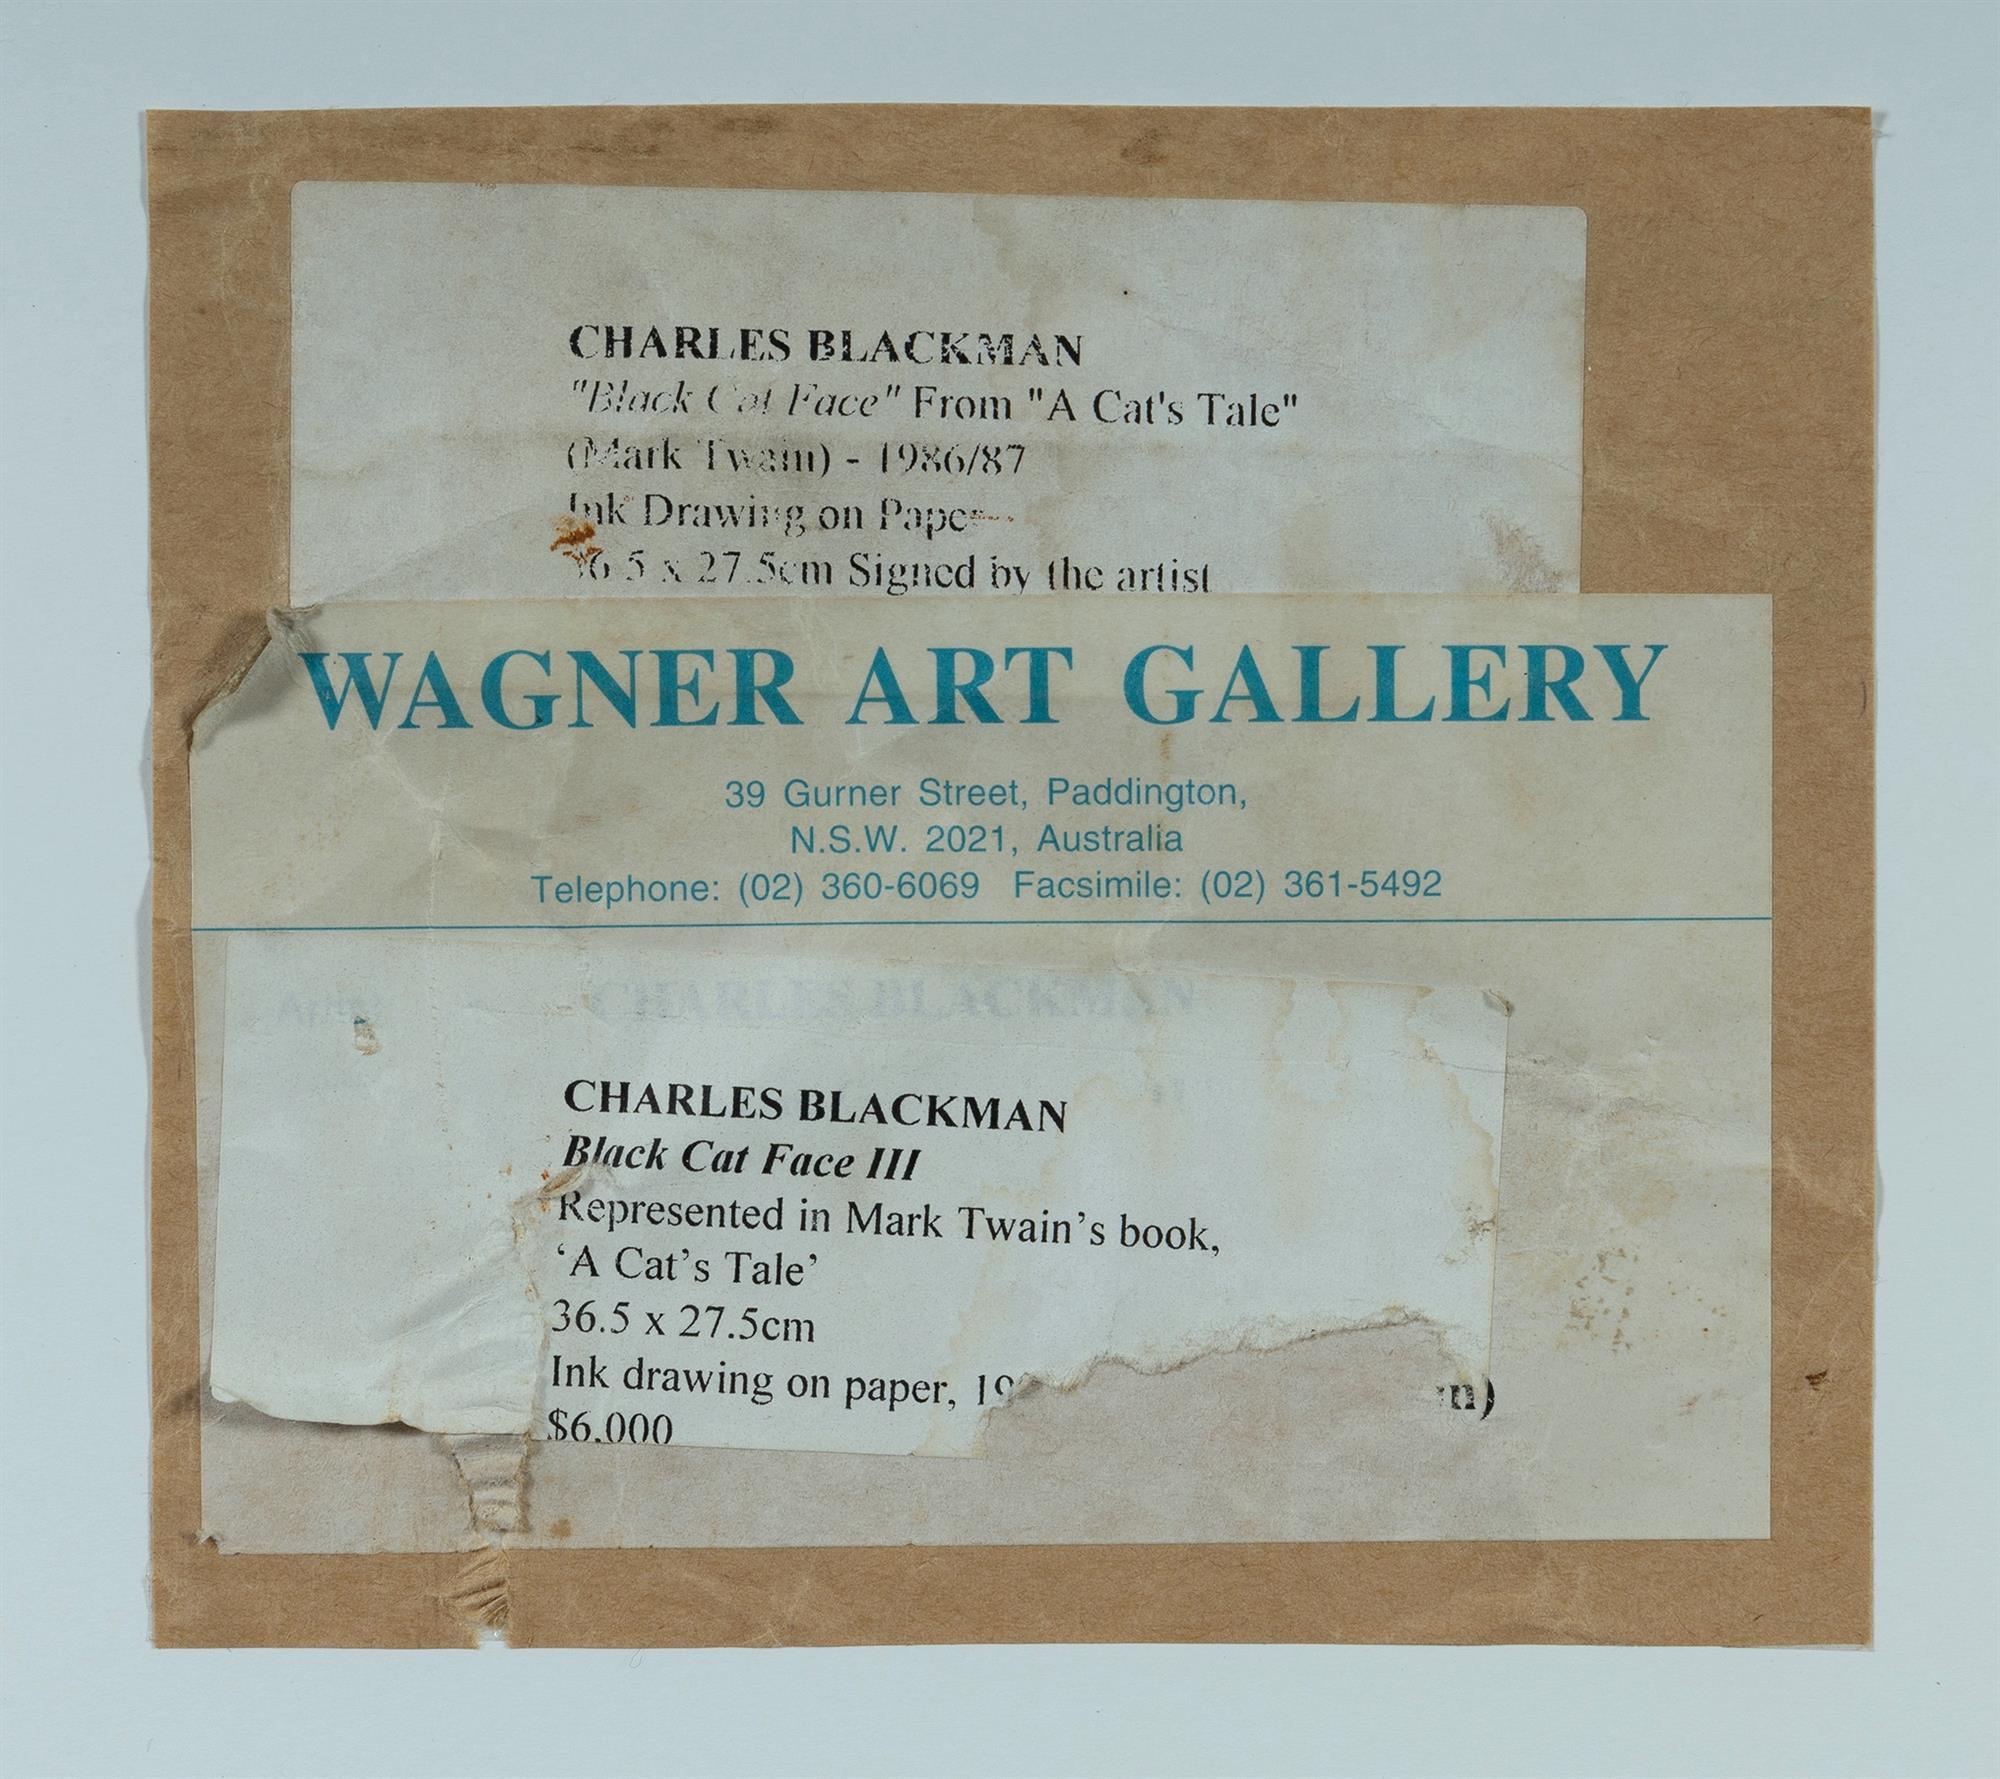 CHARLES BLACKMAN
"Black Cat Face" From "A Cat's Tale"
(Mark Twain) - 1986/87
Ink Drawing on Paper
36.5 x 27.5cm Signed by the artist
WAGNER ART GALLERY
39 Gurner Street, Paddington,
N.S.W. 2021, Australia
Telephone: (02) 360-6069 Facsimile: (02) 361-5492
CHARLES BLACKMAN
CHARLES BLACKMAN
Black Cat Face III
Represented in Mark Twain's book,
'A Cat's Tale'
36.5 x 27.5cm
Ink drawing on paper,
$6,000